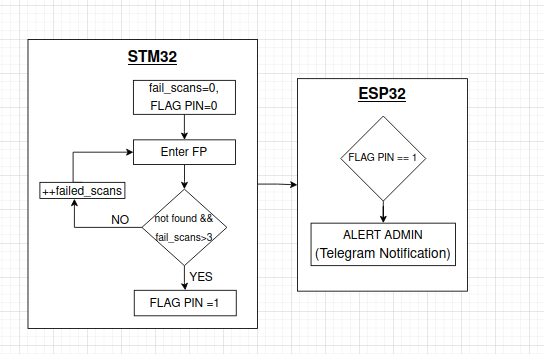 STM32
fail_scans=0,
FLAG PIN=0
Enter FP
++failed_scans
NO
not found &&
fail_scans>3
YES
FLAG PIN =1
ESP32
FLAG PIN == 1
ALERT ADMIN
(Telegram Notification)